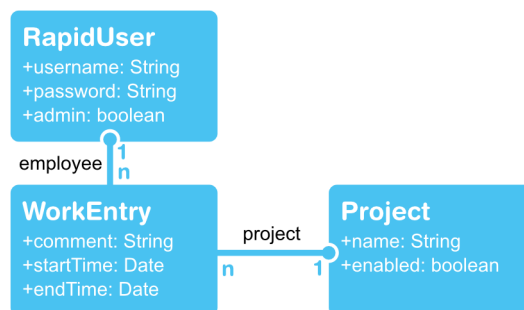 RapidUser
+username: String
+password: String
+admin: boolean
1
employee
n
WorkEntry
+comment: String
+startTime: Date
+endTime: Date
project
n
1
Project
+name: String
+enabled: boolean